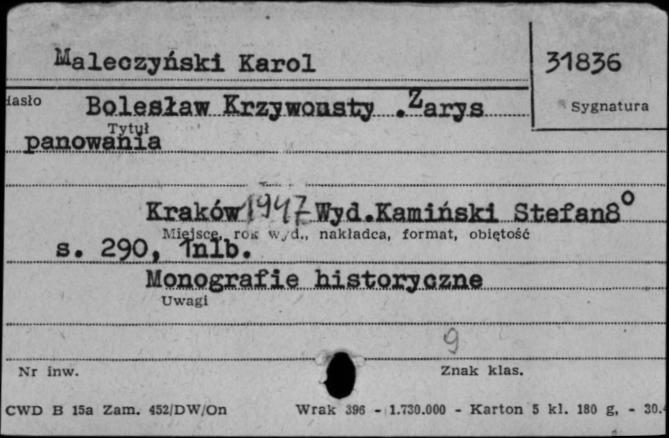 Maleczyński Karol
31836
Hasło
Bolesław Krzywousty .Zarys
Sygnatura
Tytuł
panowania
Kraków 1947 Wyd.Kamiński Stefan8°
Miejsce, rok wyd., nakładca, format, objętość
s. 290, 1nlb.
Monografie historyczne
Uwagi
9
Nr inw.
Znak klas.
CWD B 15a Zam. 452/DW/On
Wrak 396 - 1.730.000 - Karton 5 kl. 180 g, - 30.